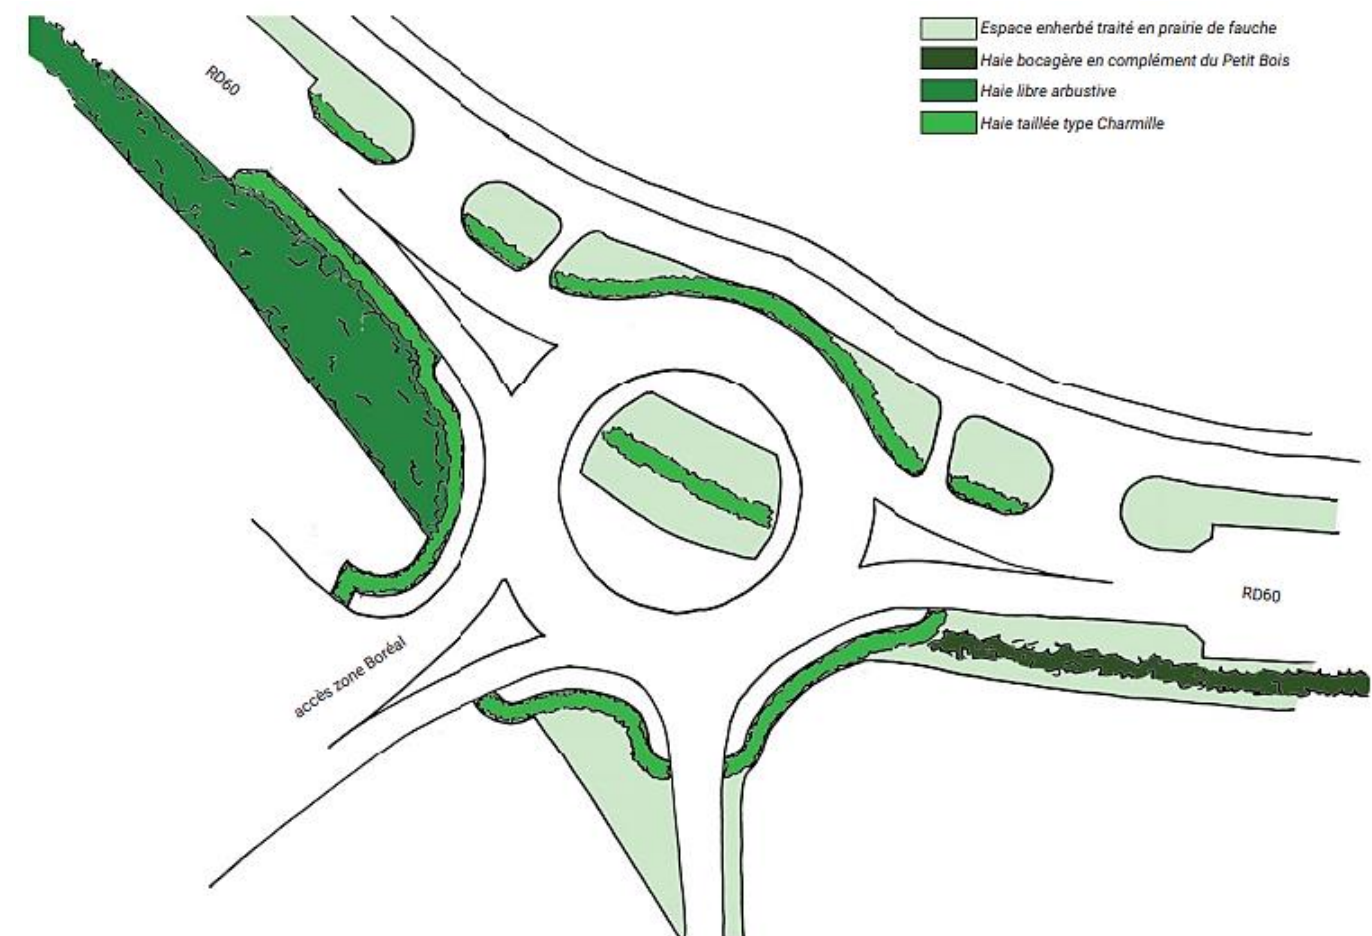 Espace enherbé traité en prairie de fauche
Haie bocagère en complément du Petit Bois
Haie libre arbustive
Haie taillée type Charmille
RD60
RD60
accès zone Boréal